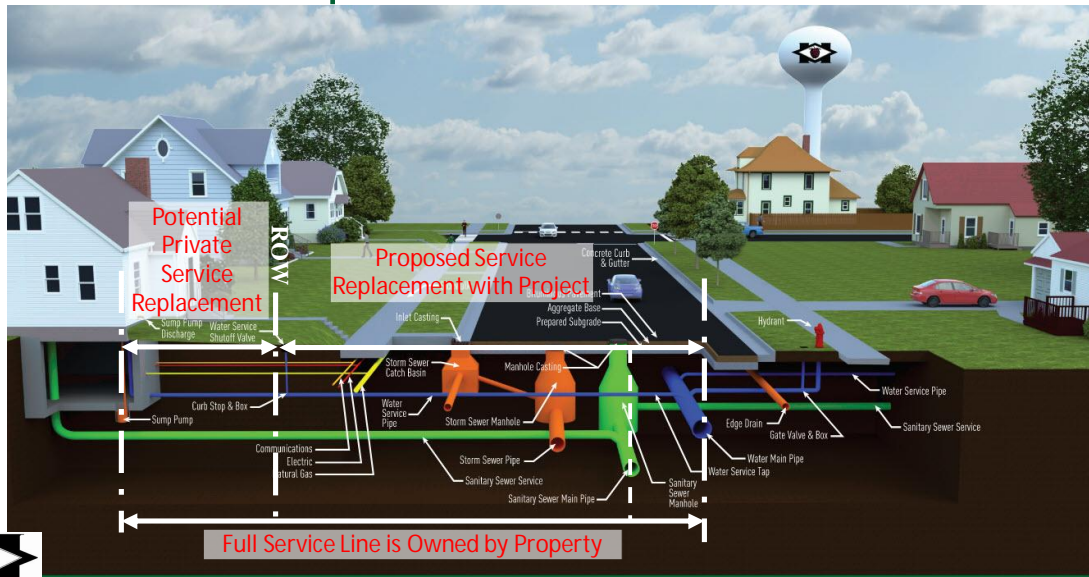 Potential
Private
Service
Replacement
ROW
Proposed Service
Replacement with Project
Concrete Curb
& Gutter
Pavement
Aggregate Base
Prepared Subgrade
Inlet Casting
Hydrant
Sump Pump
Discharge
Water Service
Shutoff Valve
Storm Sewer
Catch Basin
Manhole Casting
Curb Stop & Box
Water
Service
Pipe
Storm Sewer Manhole
Water Service Pipe
Sump Pump
Edge Drain
Gate Valve & Box
Sanitary Sewer Service
Communications
Electric
Natural Gas
Storm Sewer Pipe
Sanitary Sewer Service
Sanitary Sewer Main Pipe
Sanitary
Sewer
Manhole
Water Service Tap
Water Main Pipe
Full Service Line is Owned by Property